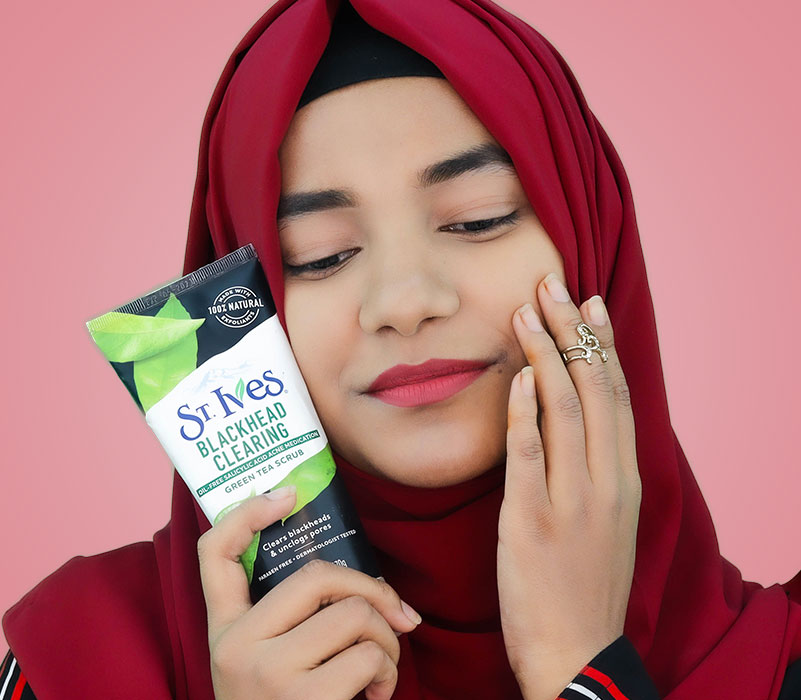 MADE WITH
100% NATURAL
EXFOLIANTS
ST. IVES
BLACKHEAD
CLEARING
OIL-FREE SALICYLIC ACID ACNE MEDICATION
GREEN TEA SCRUB
Clears blackheads
& unclogs pores
PARABEN FREE • DERMATOLOGIST TESTED